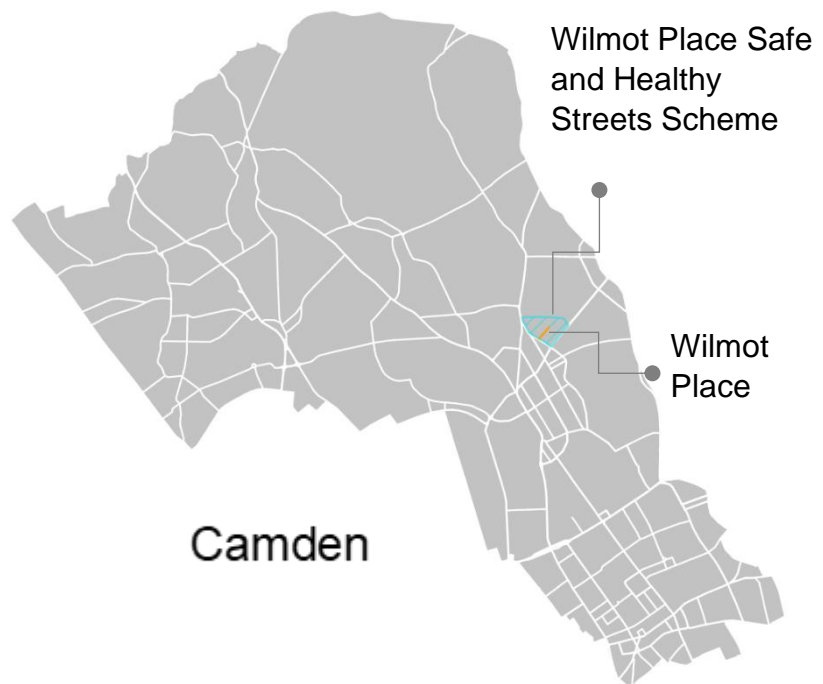 Wilmot Place Safe
and Healthy
Streets Scheme
Wilmot
Place
Camden